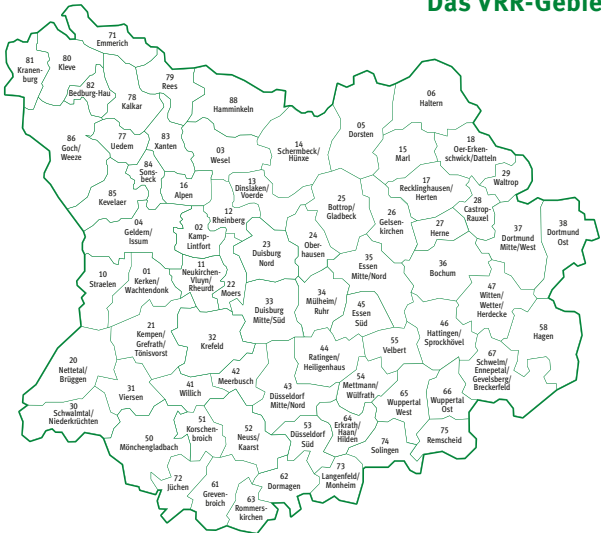 Das VRR-Gebie
71
Emmerich
81
Kranen-
burg
80
Kleve
82
Bedburg-Hau
79
Rees
78
Kalkar
88
Hamminkeln
06
Haltern
86
Goch/
Weeze
77
Uedem
83
Xanten
03
Wesel
14
Schermbeck/
Hünxe
05
Dorsten
15
Marl
18
Oer-Erken-
schwick/Datteln
84
Sons-
beck
16
Alpen
13
Dinslaken/
Voerde
17
Recklinghausen/
Herten
29
Waltrop
85
Kevelaer
12
Rheinberg
25
Bottrop/
Gladbeck
26
Gelsen-
kirchen
28
Castrop-
Rauxel
04
Geldern/
Issum
02
Kamp-
Lintfort
23
Duisburg
Nord
24
Ober-
hausen
27
Herne
37
Dortmund
Mitte/West
38
Dortmund
Ost
10
Straelen
01
Kerken/
Wachtendonk
11
Neukirchen-
Vluyn/
Rheurdt
22
Moers
35
Essen
Mitte/Nord
36
Bochum
33
Duisburg
Mitte/Süd
34
Mülheim/
Ruhr
45
Essen
Süd
47
Witten/
Wetter/
Herdecke
21
Kempen/
Grefrath/
Tönisvorst
32
Krefeld
46
Hattingen/
Sprockhövel
58
Hagen
20
Nettetal/
Brüggen
44
Ratingen/
Heiligenhaus
55
Velbert
67
Schwelm/
Ennepetal/
Gevelsberg/
Breckerfeld
31
Viersen
41
Willich
42
Meerbusch
43
Düsseldorf
Mitte/Nord
54
Mettmann/
Wülfrath
65
Wuppertal
West
66
Wuppertal
Ost
30
Schwalmtal/
Niederkrüchten
51
Korschen-
broich
52
Neuss/
Kaarst
53
Düsseldorf
Süd
64
Erkrath/
Haan/
Hilden
75
Remscheid
50
Mönchengladbach
74
Solingen
72
Jüchen
61
Greven-
broich
62
Dormagen
73
Langenfeld/
Monheim
63
Rommers-
kirchen